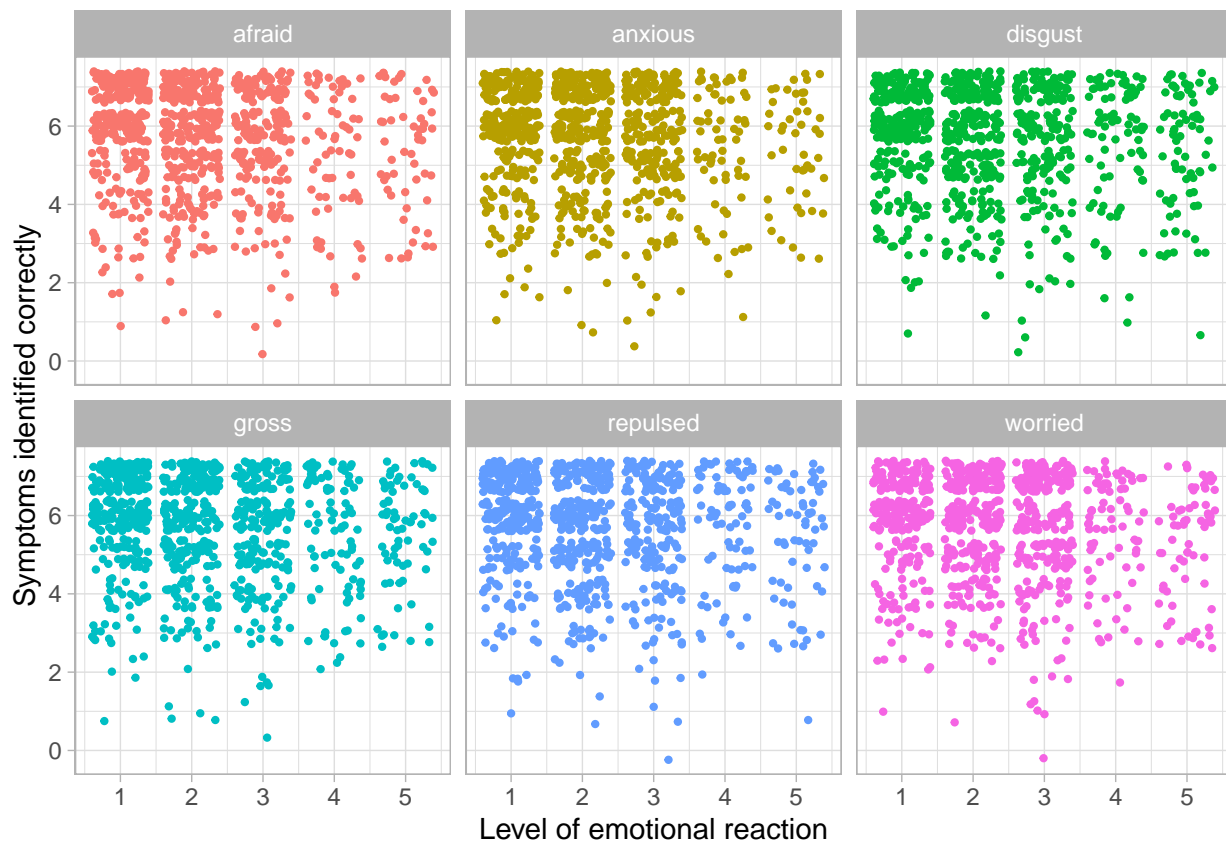 afraid anxious disgust
6
4
2
0
gross repulsed worried
6
4
2
0
1 2 3 4 5 1 2 3 4 5 1 2 3 4 5
Level of emotional reaction
Symptoms identified correctly